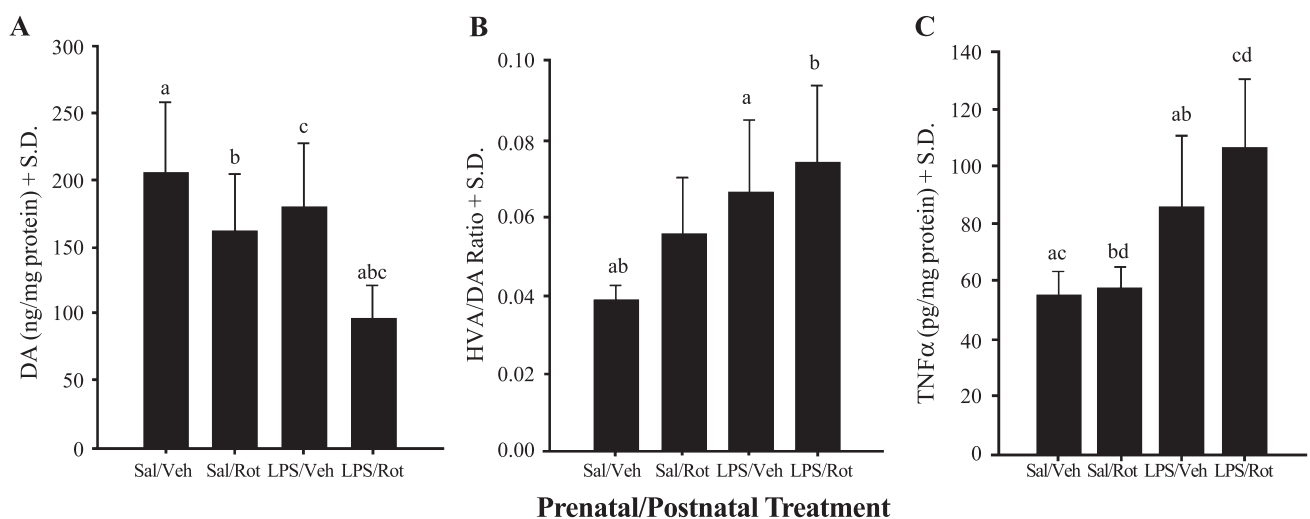 A
DA (ng/mg protein) + S.D.
300
250
200
150
100
50
0
a
b
c
abc
Sal/Veh Sal/Rot LPS/Veh LPS/Rot
B
HVA/DA Ratio + S.D.
0.10
0.08
0.06
0.04
0.02
0.00
ab
a
b
Sal/Veh Sal/Rot LPS/Veh LPS/Rot
C
TNFα (pg/mg protein) + S.D.
140
120
100
80
60
40
20
0
ac
bd
ab
cd
Sal/Veh Sal/Rot LPS/Veh LPS/Rot
Prenatal/Postnatal Treatment